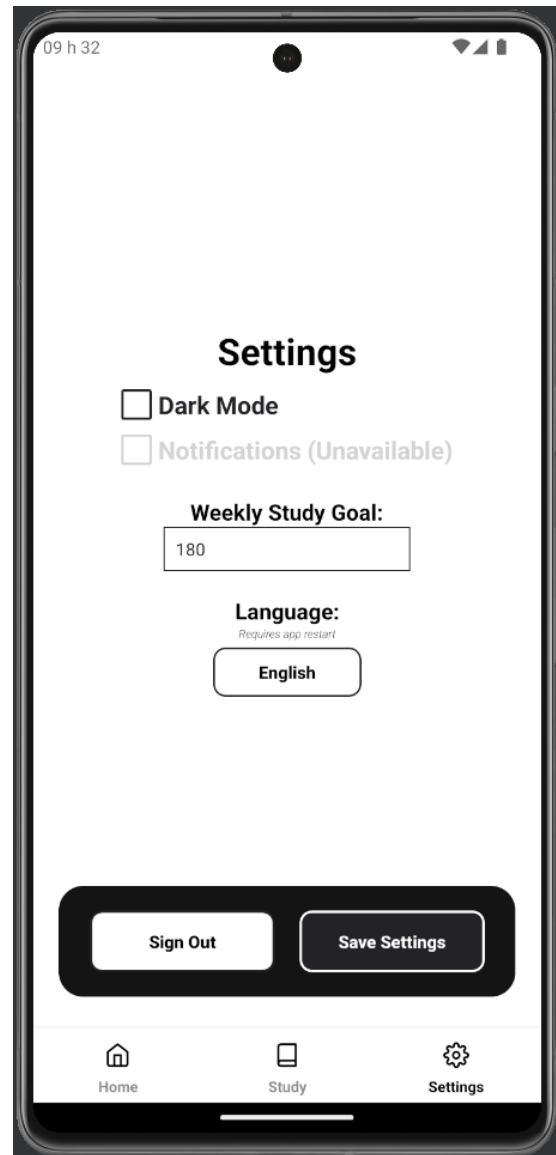 09 h 32
Settings
Dark Mode
Notifications (Unavailable)
Weekly Study Goal:
180
Language:
Requires app restart
English
Sign Out
Save Settings
Home
Study
Settings